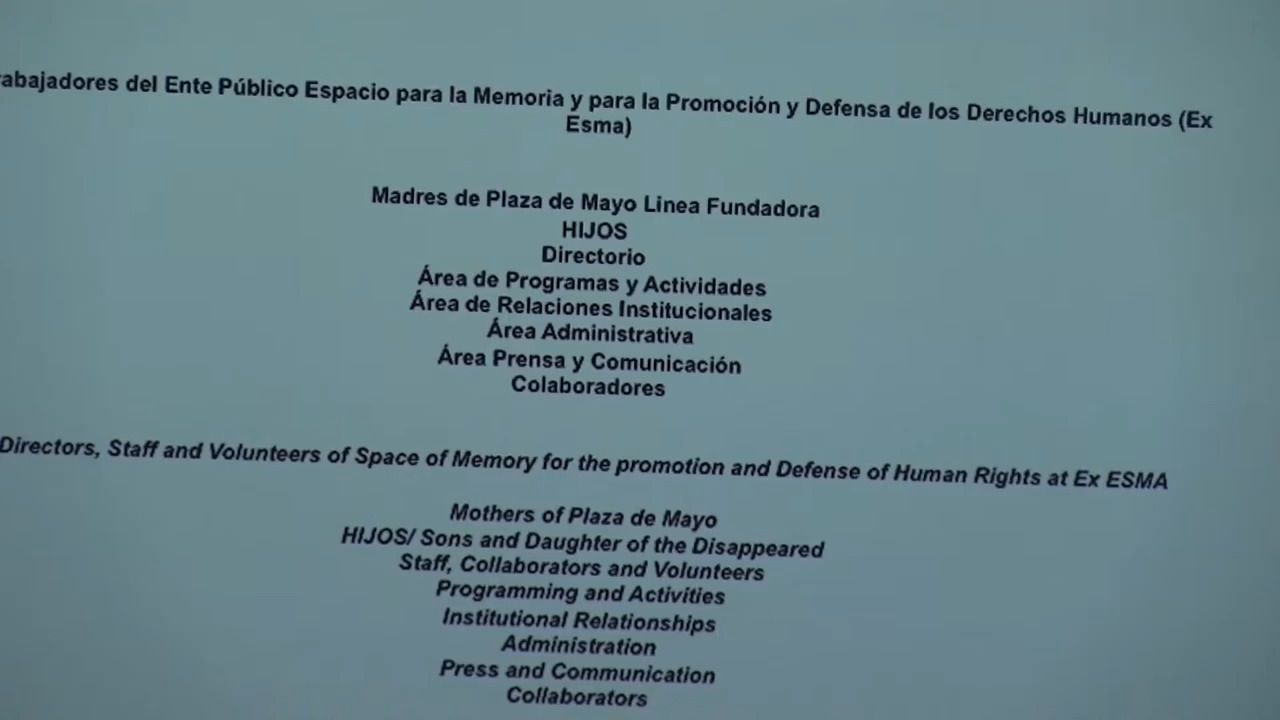 del Ente Público Espacio para la Memoria y para la Promoción y Defensa de los Derechos Humanos (Ex
Esma)
Madres de Plaza de Mayo Linea Fundadora
HIJOS
Directorio
Área de Programas y Actividades
Área de Relaciones Institucionales
Área Administrativa
Área Prensa y Comunicación
Colaboradores
Directors, Staff and Volunteers of Space of Memory for the promotion and Defense of Human Rights at Ex ESMA
Mothers of Plaza de Mayo
HIJOS/ Sons and Daughter of the Disappeared
Staff, Collaborators and Volunteers
Programming and Activities
Institutional Relationships
Administration
Press and Communication
Collaborators